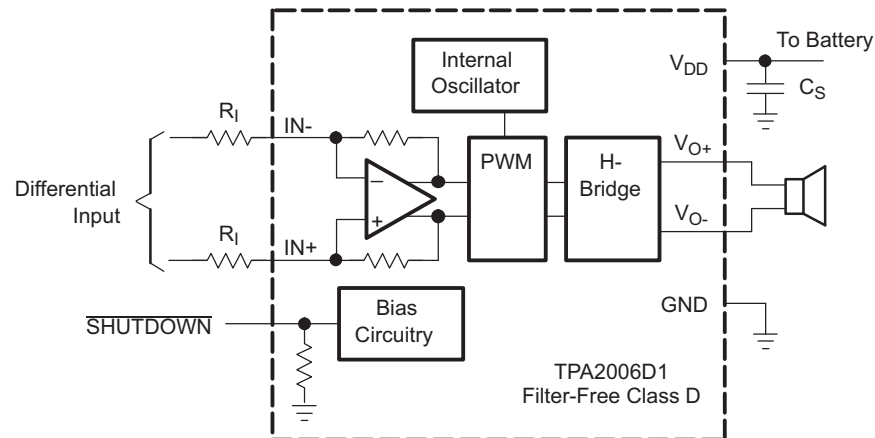 To Battery
Internal
Oscillator
V_DD
C_S
R_I
IN-
PWM
H-
Bridge
V_O+
Differential
Input
−
+
V_O-
R_I
IN+
GND
SHUTDOWN
Bias
Circuitry
TPA2006D1
Filter-Free Class D